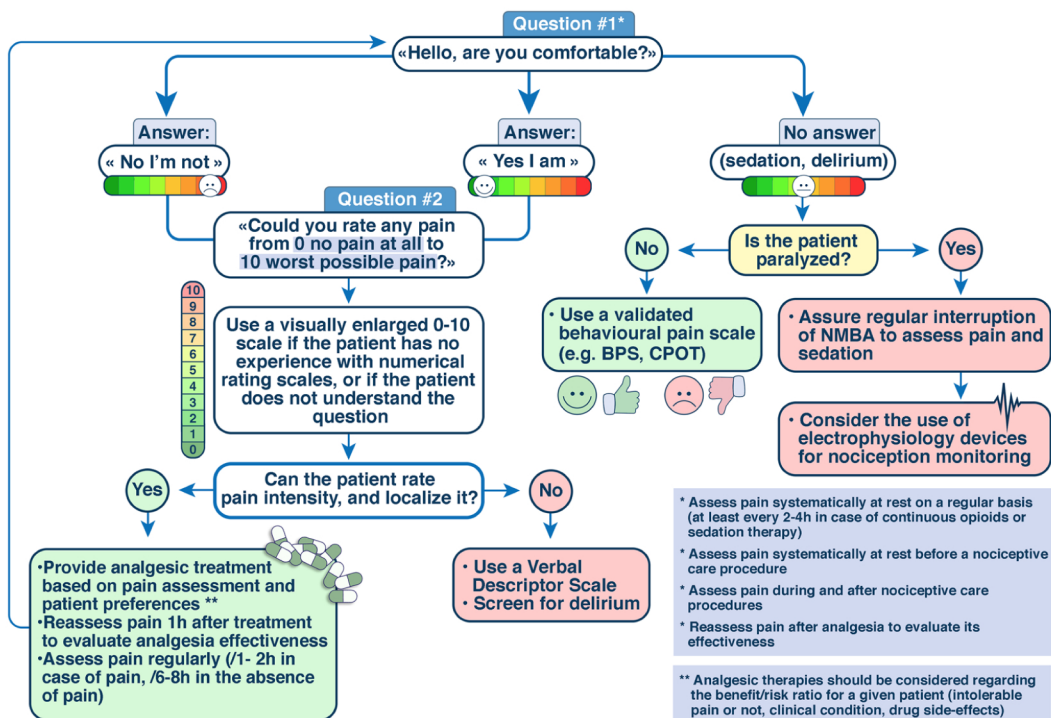 Question #1*
«Hello, are you comfortable?»
Answer:
« No I'm not »
Answer:
« Yes I am »
No answer
(sedation, delirium)
Question #2
«Could you rate any pain
from 0 no pain at all to
10 worst possible pain?»
No
Is the patient
paralyzed?
Yes
10
9
8
7
6
5
4
3
2
1
0
Use a visually enlarged 0-10
scale if the patient has no
experience with numerical
rating scales, or if the patient
does not understand the
question
• Use a validated
behavioural pain scale
(e.g. BPS, CPOT)
• Assure regular interruption
of NMBA to assess pain and
sedation
• Consider the use of
electrophysiology devices
for nociception monitoring
Yes
Can the patient rate
pain intensity, and localize it?
No
•Provide analgesic treatment
based on pain assessment and
patient preferences **
•Reassess pain 1h after treatment
to evaluate analgesia effectiveness
•Assess pain regularly (/1- 2h in
case of pain, /6-8h in the absence
of pain)
• Use a Verbal
Descriptor Scale
• Screen for delirium
* Assess pain systematically at rest on a regular basis
(at least every 2-4h in case of continuous opioids or
sedation therapy)
* Assess pain systematically at rest before a nociceptive
care procedure
* Assess pain during and after nociceptive care
procedures
* Reassess pain after analgesia to evaluate its
effectiveness
** Analgesic therapies should be considered regarding
the benefit/risk ratio for a given patient (intolerable
pain or not, clinical condition, drug side-effects)